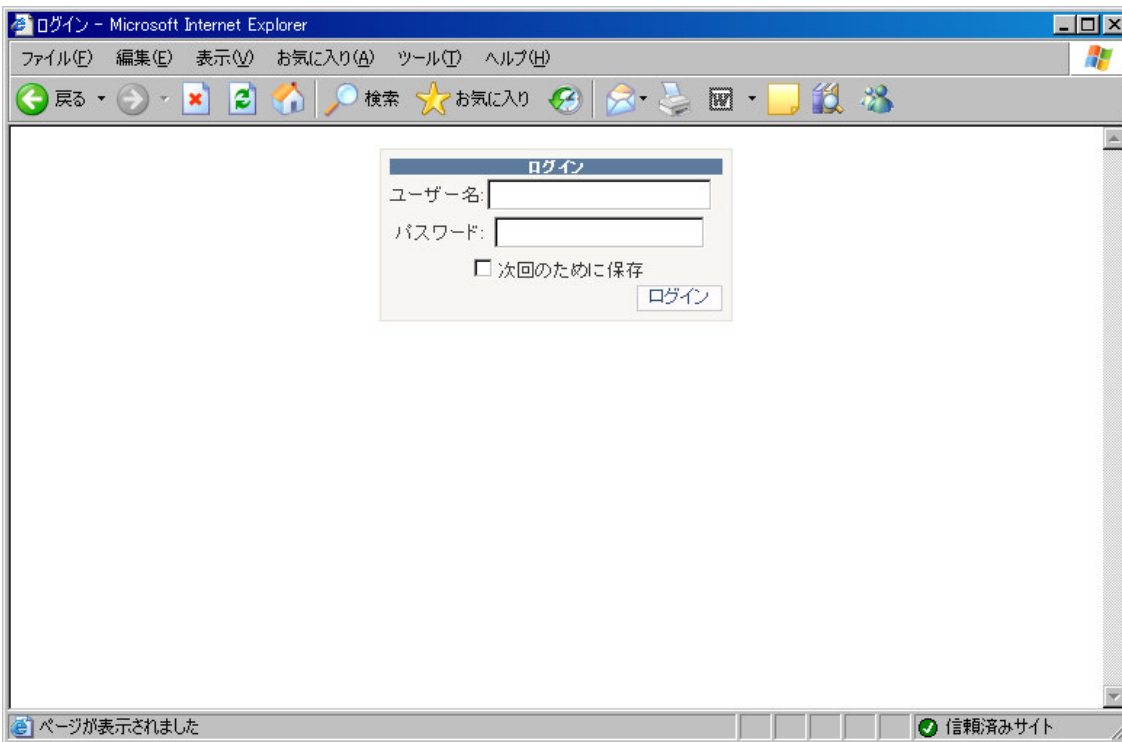 ログイン - Microsoft Internet Explorer
ファイル(F) 編集(E) 表示(V) お気に入り(A) ツール(T) ヘルプ(H)
戻る 検索 お気に入り
ログイン
ユーザー名:
パスワード:
次回のために保存
ログイン
ページが表示されました 信頼済みサイト